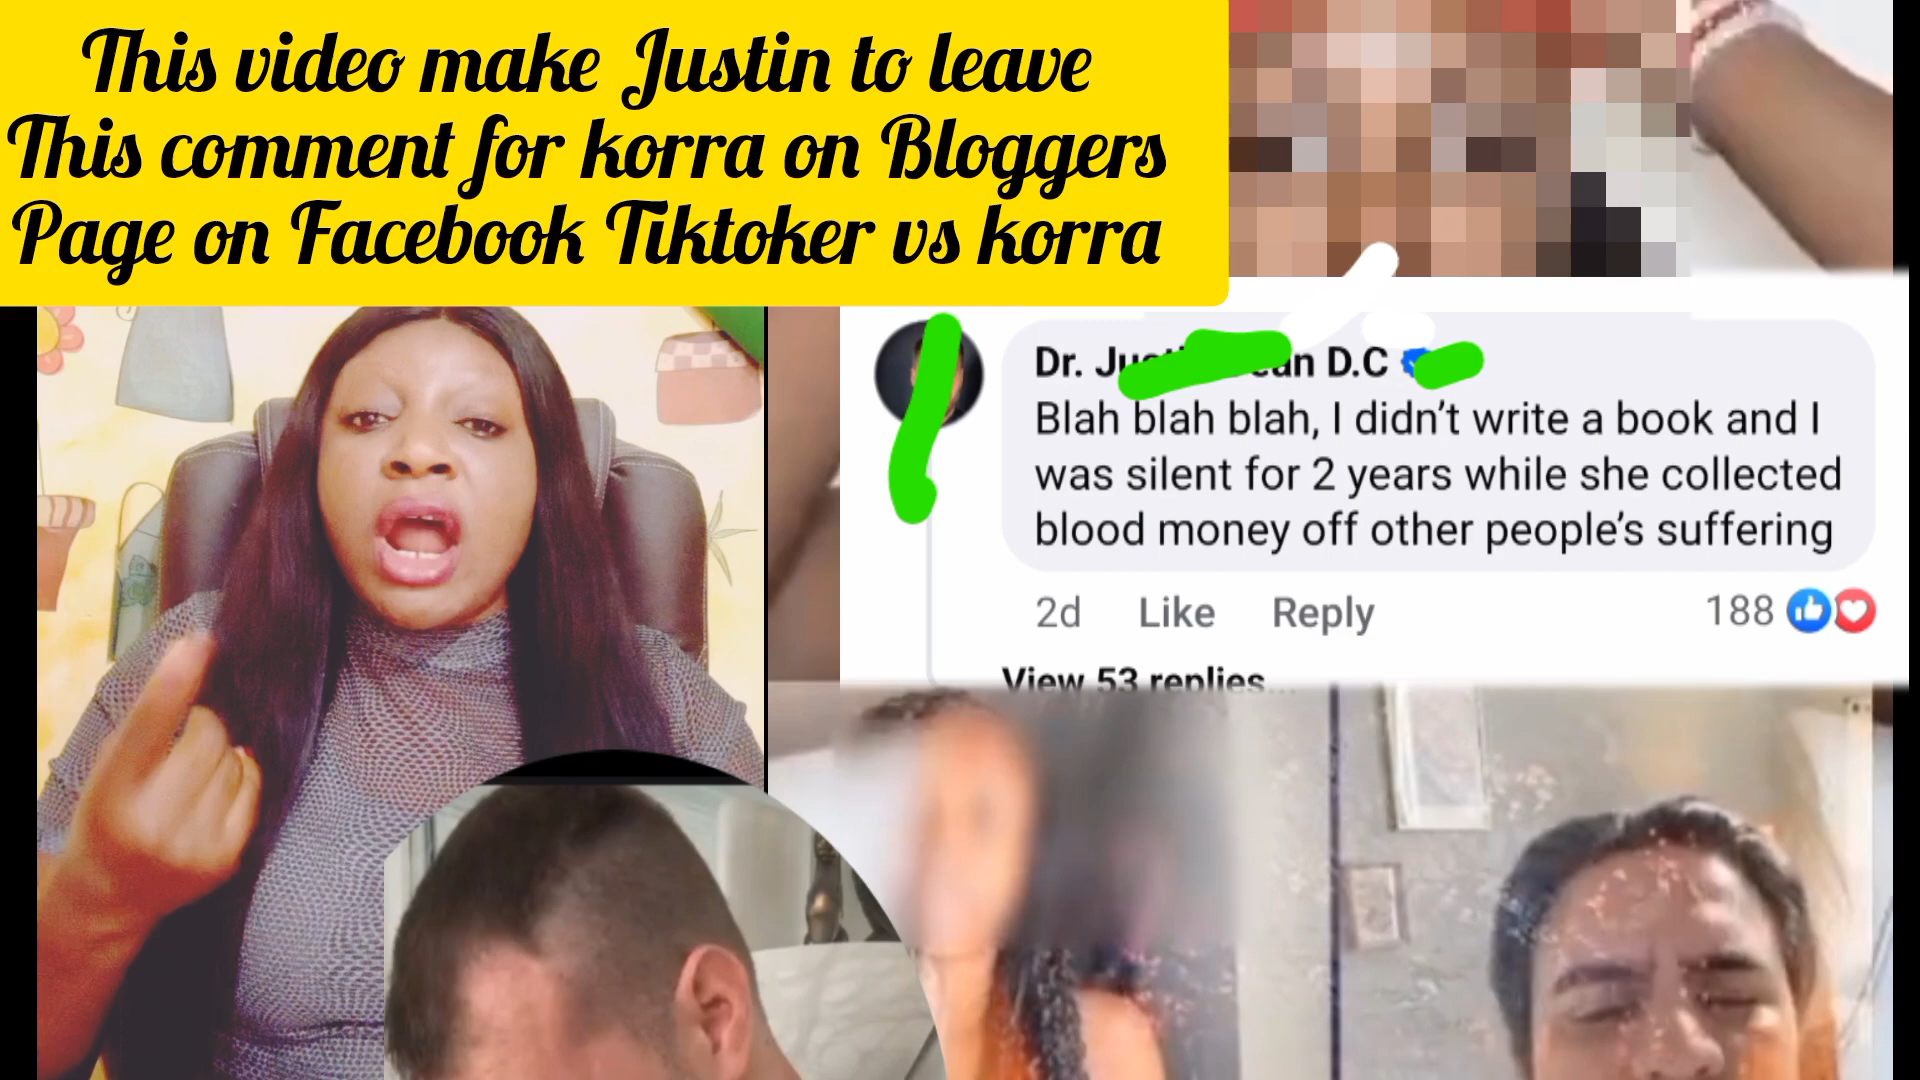 This video make Justin to leave
This comment for korra on Bloggers
Page on Facebook Tiktoker vs korra
Dr. an D.C
Blah blah blah, I didn't write a book and I
was silent for 2 years while she collected
blood money off other people's suffering
2d Like Reply 188
View 53 replies...